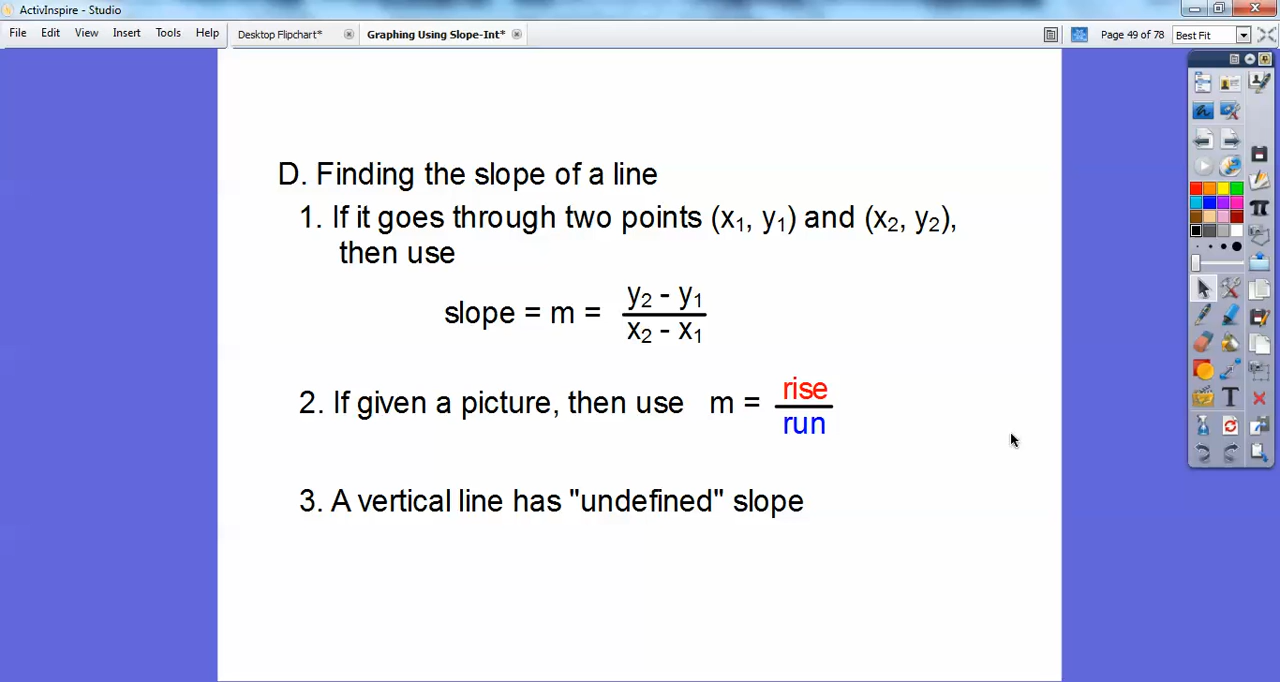 ActivInspire - Studio
File Edit View Insert Tools Help
Desktop Flipchart* Graphing Using Slope-Int* Page 49 of 78 Best Fit
D. Finding the slope of a line
1. If it goes through two points (x₁, y₁) and (x₂, y₂),
then use
y₂ - y₁
slope = m =
x₂ - x₁
rise
2. If given a picture, then use m =
run
3. A vertical line has "undefined" slope